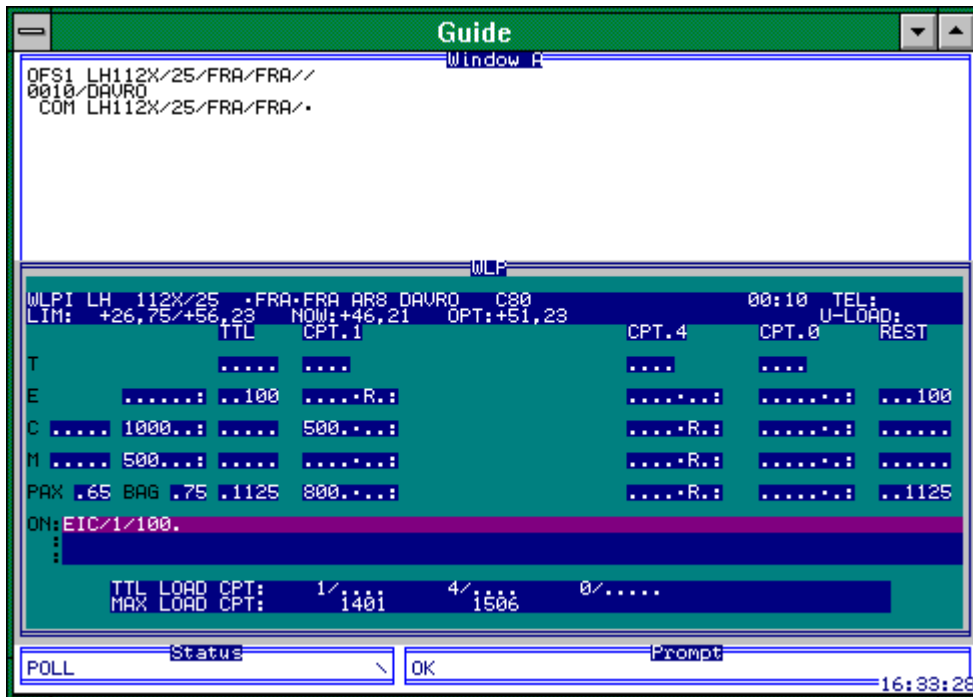 Guide
Window A
OFS1 LH112X/25/FRA/FRA//
0010/DAVRO
COM LH112X/25/FRA/FRA/·
WLP
WLPI LH 112X/25 ·FRA·FRA AR8 DAVRO C80 00:10 TEL:
LIM: +26,75/+56,23 NOW:+46,21 OPT:+51,23 U-LOAD:
TTL CPT.1 CPT.4 CPT.0 REST
T ..... .... .... ....
E ......: ..100 ....·R.: ....·..: .....·.: ...100
C ..... 1000..: ..... 500.·..: ....·R.: .....·.: ......
M ..... 500...: ..... ....·..: ....·R.: .....·.: ......
PAX .65 BAG .75 .1125 800.·..: ....·R.: .....·.: ..1125
ON:EIC/1/100.
:
:
TTL LOAD CPT: 1/.... 4/.... 0/.....
MAX LOAD CPT: 1401 1506
Status
Prompt
POLL \
OK
16:33:28